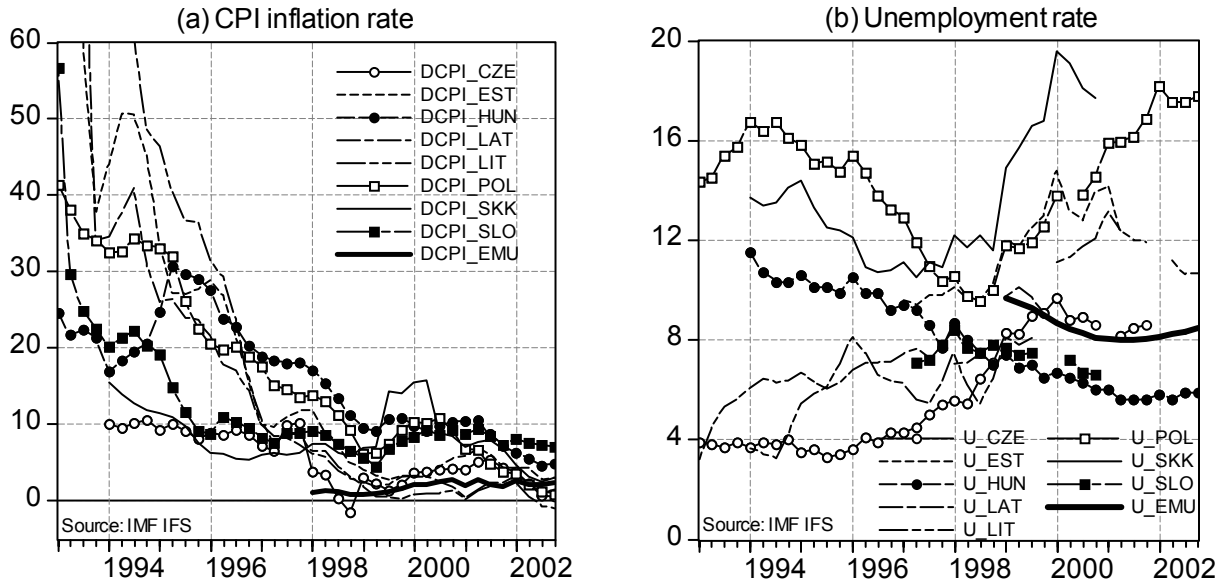 (a) CPI inflation rate
60
50
40
30
20
10
0
DCPI_CZE
DCPI_EST
DCPI_HUN
DCPI_LAT
DCPI_LIT
DCPI_POL
DCPI_SKK
DCPI_SLO
DCPI_EMU
Source: IMF IFS
1994 1996 1998 2000 2002
(b) Unemployment rate
20
16
12
8
4
0
U_CZE U_POL
U_EST U_SKK
U_HUN U_SLO
U_LAT U_EMU
U_LIT
Source: IMF IFS
1994 1996 1998 2000 2002